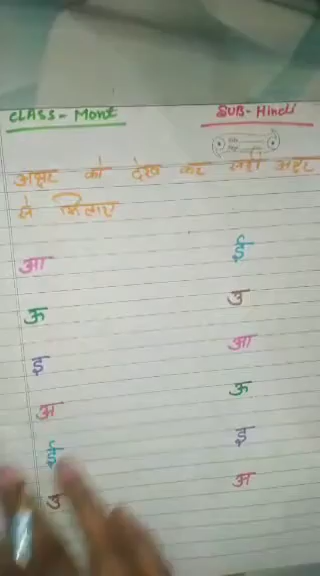 CLASS - Mont
SUB - Hindi
अक्षर को देख कर सही अक्षर
से मिलाए
आ ई
ऊ उ
इ आ
अ ऊ
ई इ
उ अ